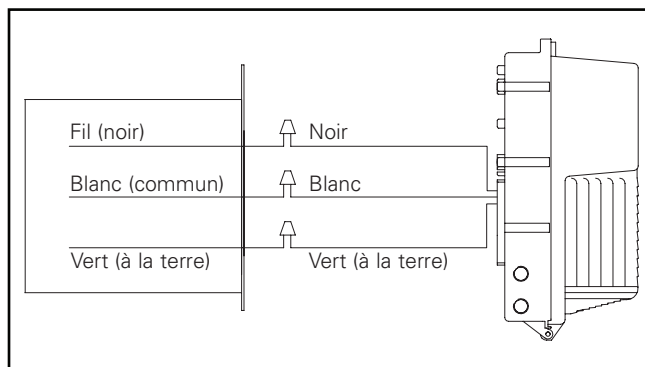 Fil (noir) Noir
Blanc (commun) Blanc
Vert (à la terre) Vert (à la terre)